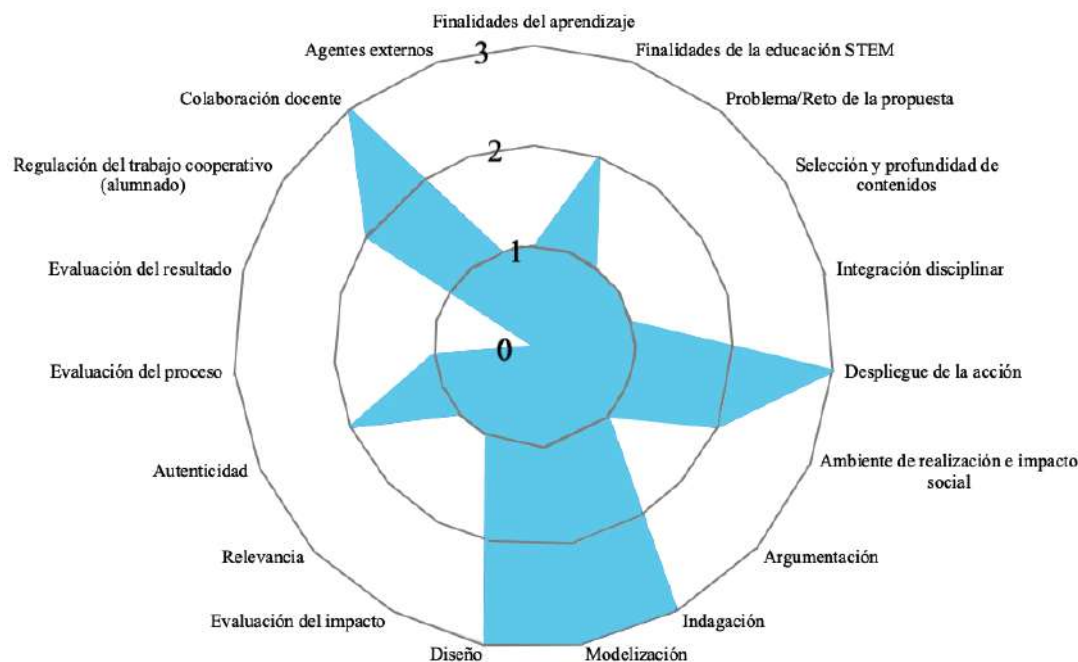 Finalidades del aprendizaje
Agentes externos
3
Finalidades de la educación STEM
Colaboración docente
Problema/Reto de la propuesta
Regulación del trabajo cooperativo
(alumnado)
2
Selección y profundidad de
contenidos
1
Evaluación del resultado
Integración disciplinar
0
Evaluación del proceso
Despliegue de la acción
Autenticidad
Ambiente de realización e impacto
social
Relevancia
Argumentación
Evaluación del impacto
Indagación
Diseño
Modelización